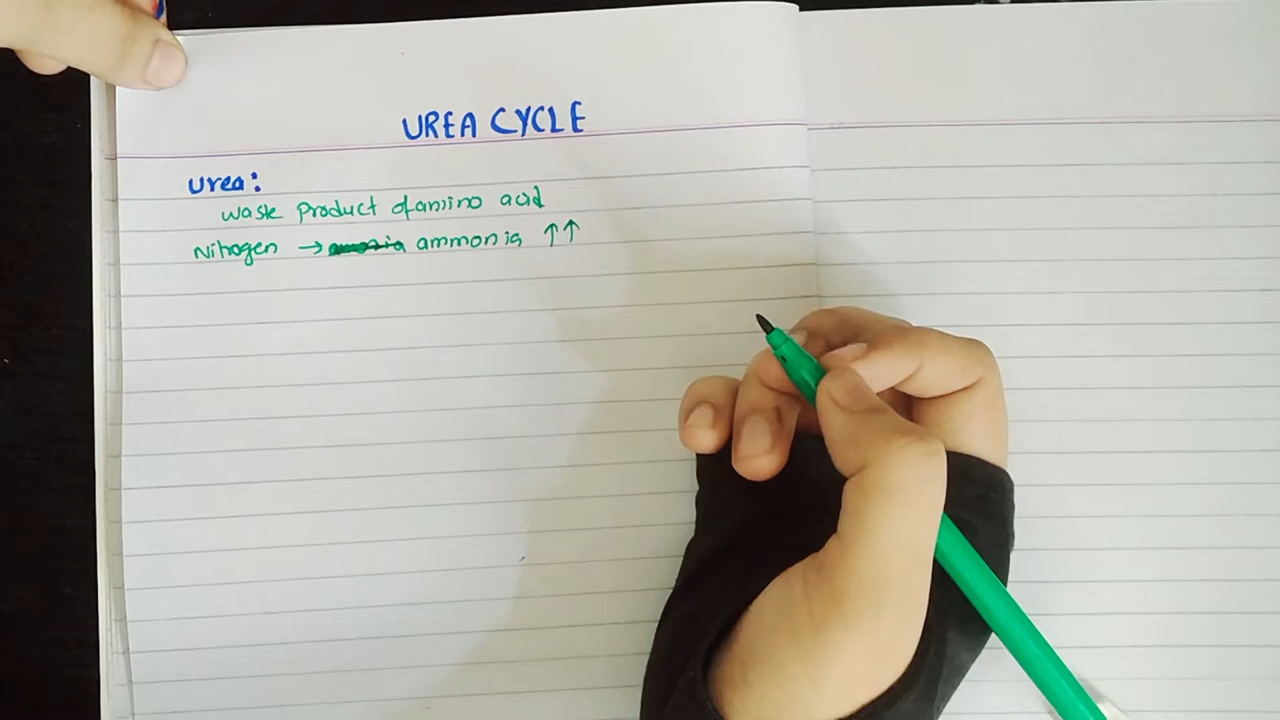 UREA CYCLE
Urea:
waste product of amino acid
Nitrogen → ammonia ↑↑